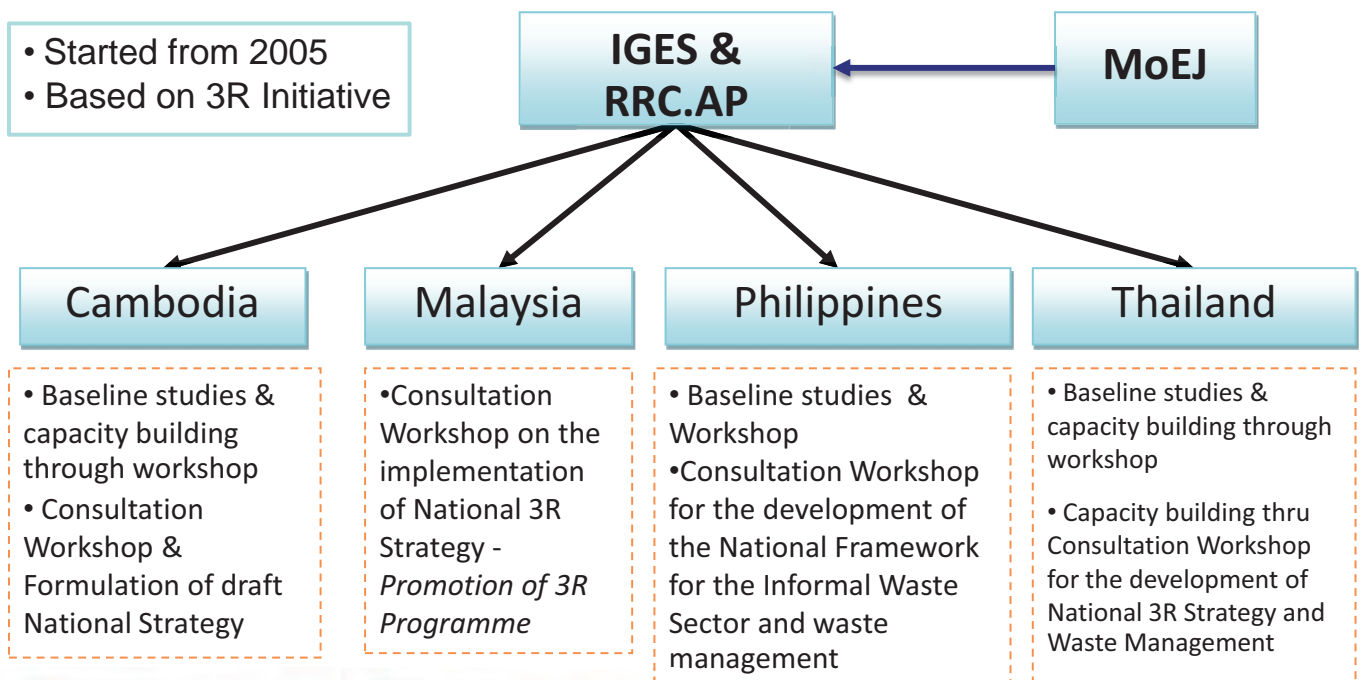 • Started from 2005
• Based on 3R Initiative
IGES &
RRC.AP
MoEJ
Cambodia
Malaysia
Philippines
Thailand
• Baseline studies &
capacity building
through workshop
• Consultation
Workshop &
Formulation of draft
National Strategy
•Consultation
Workshop on the
implementation
of National 3R
Strategy -
Promotion of 3R
Programme
• Baseline studies &
Workshop
•Consultation Workshop
for the development of
the National Framework
for the Informal Waste
Sector and waste
management
• Baseline studies &
capacity building through
workshop
• Capacity building thru
Consultation Workshop
for the development of
National 3R Strategy and
Waste Management